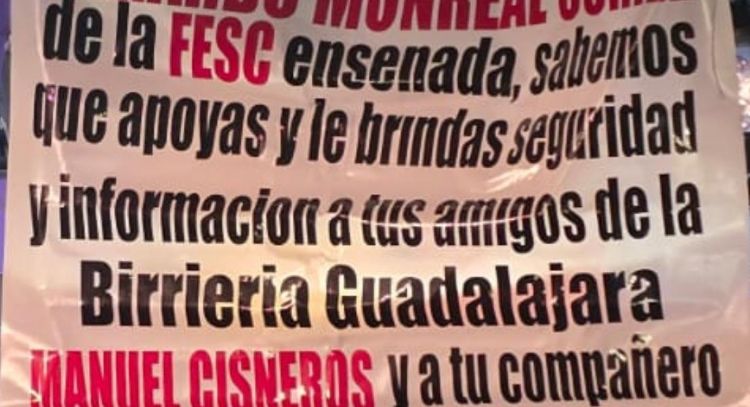 MONREAL
de la FESC ensenada, sabemos
que apoyas y le brindas seguridad
y informacion a tus amigos de la
Birrieria Guadalajara
MANUEL CISNEROS y a tu compañero